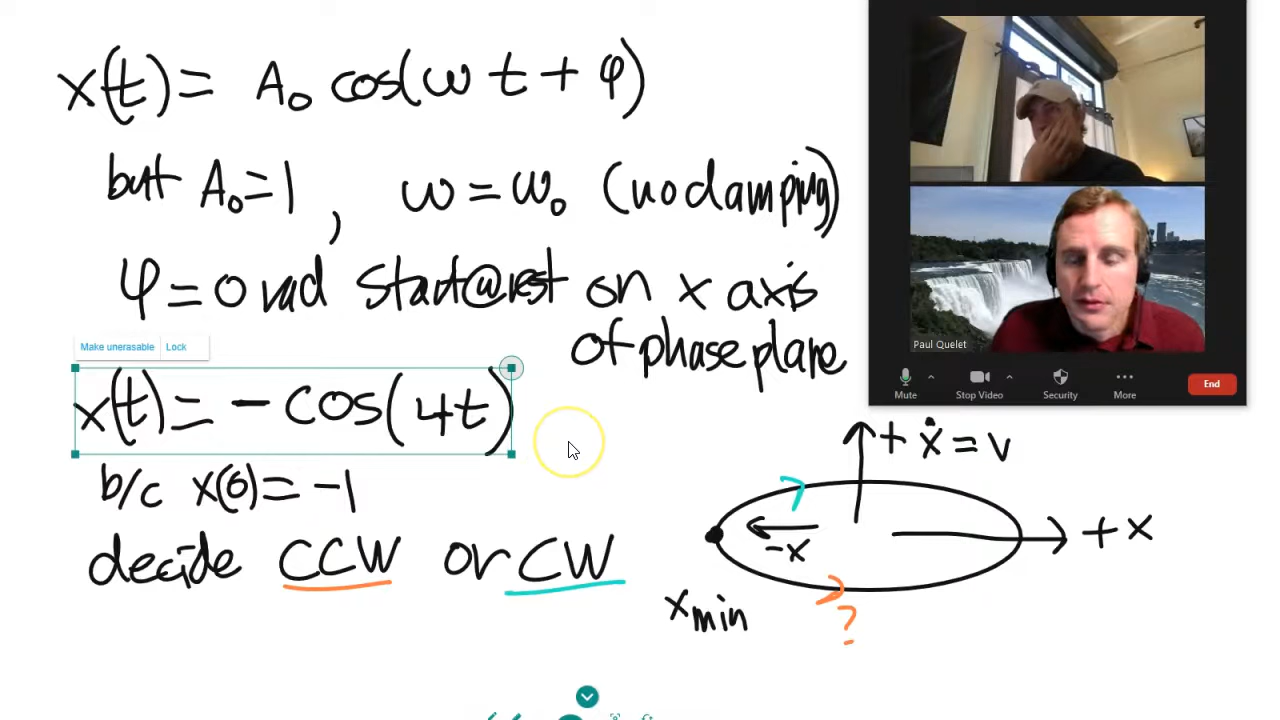 x(t) = A₀ cos(ω t + φ)
but A₀ = 1, ω = ω₀ (no damping)
φ = 0 rad start @ rest on x axis
of phase plane
Make unerasable Lock
x(t) = - cos(4t)
b/c x(0) = -1
decide CCW or CW
+ ẋ = v
-x
+ x
x min
?
Paul Quelet
Mute Stop Video Security More End